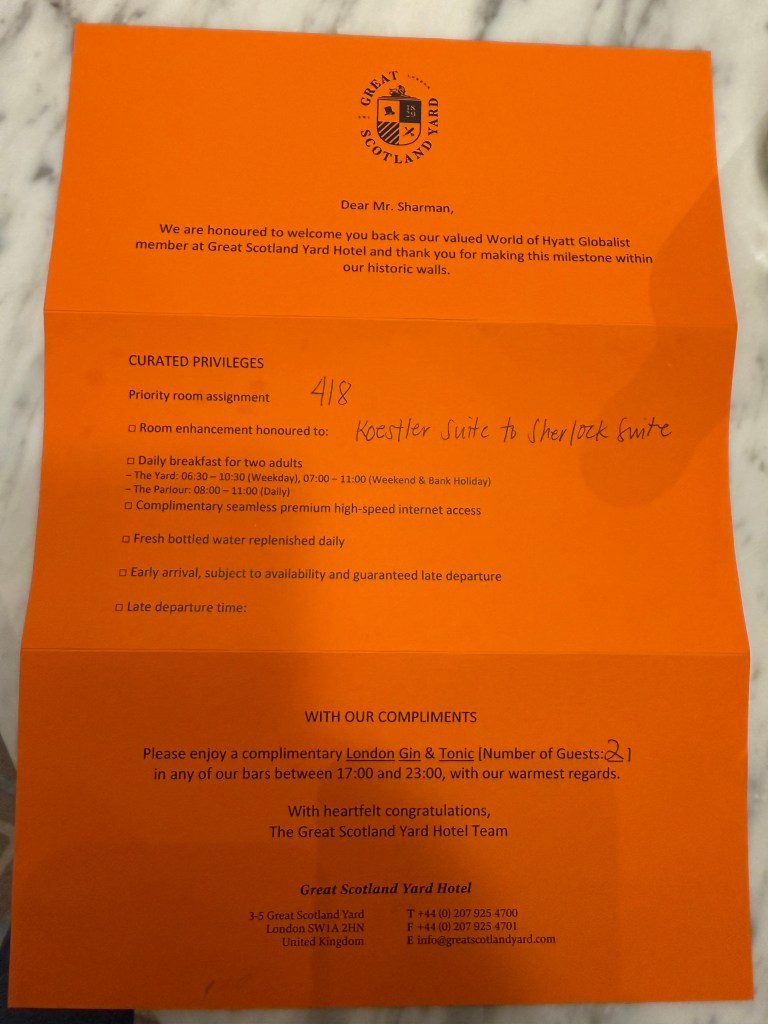 GREAT SCOTLAND YARD
LONDON
SW1
18
29
Dear Mr. Sharman,
We are honoured to welcome you back as our valued World of Hyatt Globalist
member at Great Scotland Yard Hotel and thank you for making this milestone within
our historic walls.
CURATED PRIVILEGES
Priority room assignment 418
□ Room enhancement honoured to: Koestler Suite to Sherlock Suite
□ Daily breakfast for two adults
– The Yard: 06:30 – 10:30 (Weekday), 07:00 – 11:00 (Weekend & Bank Holiday)
– The Parlour: 08:00 – 11:00 (Daily)
□ Complimentary seamless premium high-speed internet access
□ Fresh bottled water replenished daily
□ Early arrival, subject to availability and guaranteed late departure
□ Late departure time:
WITH OUR COMPLIMENTS
Please enjoy a complimentary London Gin & Tonic [Number of Guests:2]
in any of our bars between 17:00 and 23:00, with our warmest regards.
With heartfelt congratulations,
The Great Scotland Yard Hotel Team
Great Scotland Yard Hotel
3-5 Great Scotland Yard
London SW1A 2HN
United Kingdom
T +44 (0) 207 925 4700
F +44 (0) 207 925 4701
E info@greatscotlandyard.com